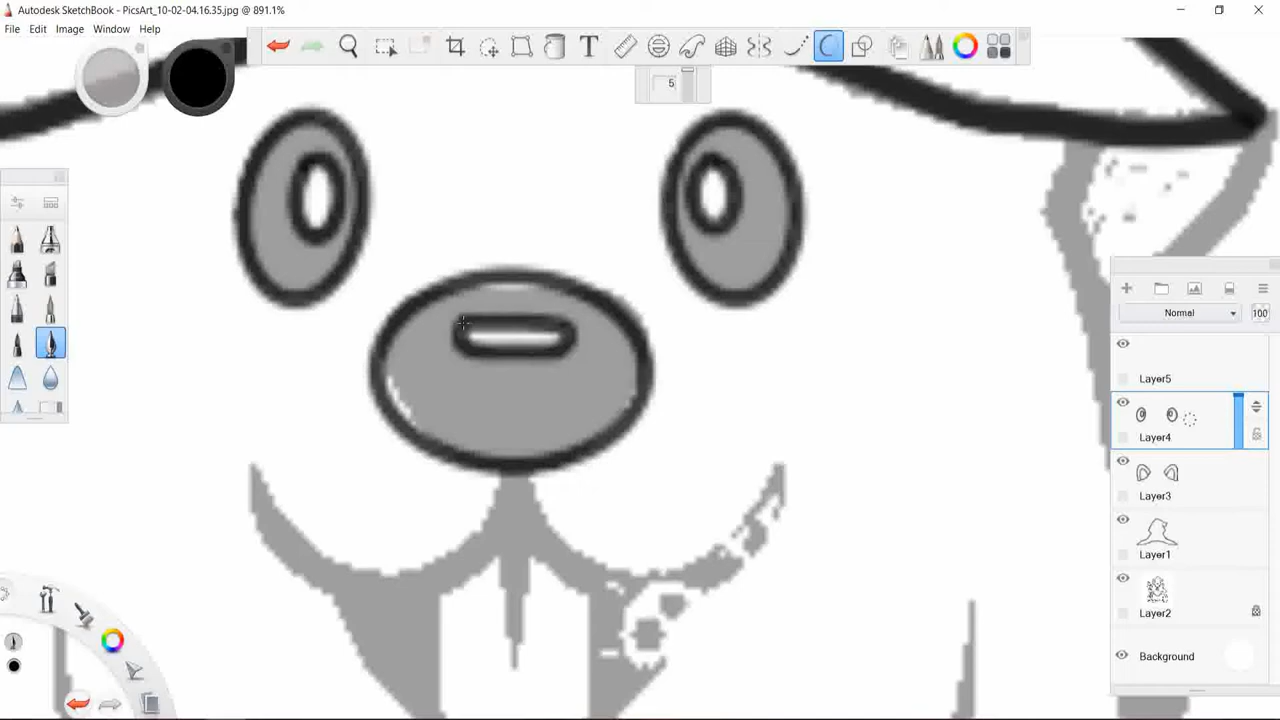 Autodesk SketchBook - PicsArt_10-02-04.16.35.jpg @ 891.1%
File Edit Image Window Help
5
Normal
100
Layer5
Layer4
Layer3
Layer1
Layer2
Background